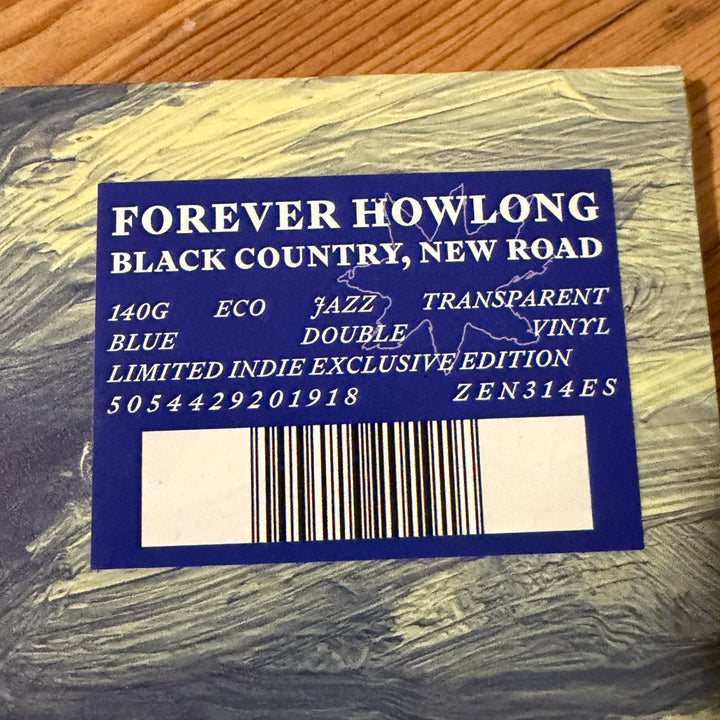 FOREVER HOWLONG
BLACK COUNTRY, NEW ROAD
140G ECO JAZZ TRANSPARENT
BLUE DOUBLE VINYL
LIMITED INDIE EXCLUSIVE EDITION
5054429201918 ZEN314ES